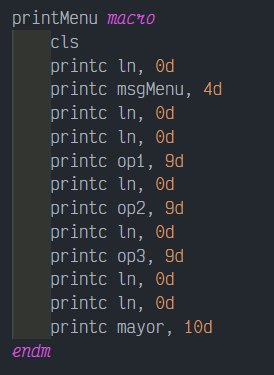 printMenu macro
cls
printc ln, 0d
printc msgMenu, 4d
printc ln, 0d
printc ln, 0d
printc op1, 9d
printc ln, 0d
printc op2, 9d
printc ln, 0d
printc op3, 9d
printc ln, 0d
printc ln, 0d
printc mayor, 10d
endm